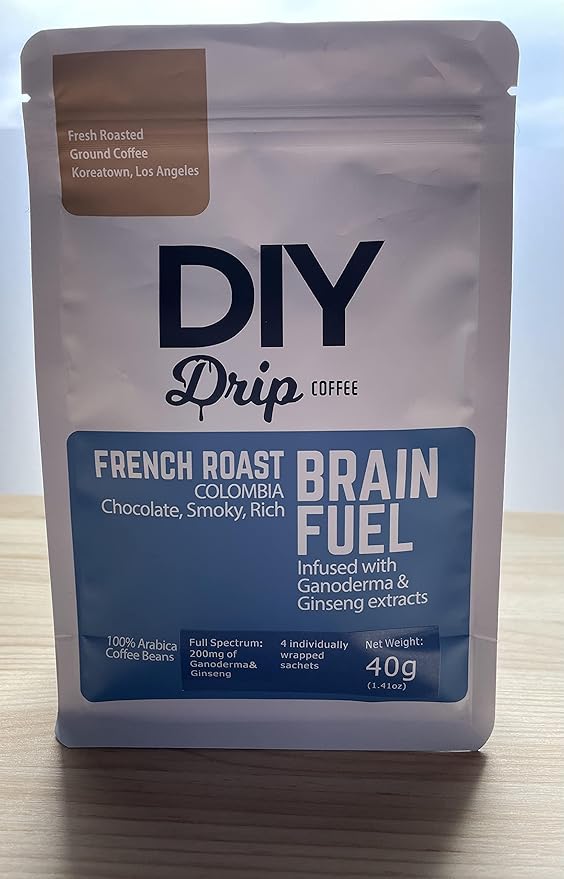 Fresh Roasted
Ground Coffee
Koreatown, Los Angeles
DIY
Drip COFFEE
FRENCH ROAST
COLOMBIA
Chocolate, Smoky, Rich
BRAIN
FUEL
Infused with
Ganoderma &
Ginseng extracts
100% Arabica
Coffee Beans
Full Spectrum:
200mg of
Ganoderma&
Ginseng
4 individually
wrapped
sachets
Net Weight:
40g
(1.41oz)